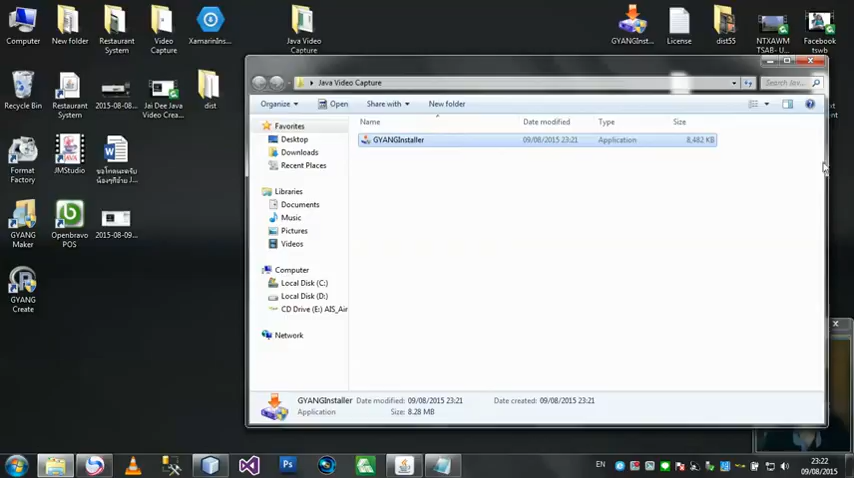 Computer
New folder
Restaurant
System
Video
Capture
XamarinIns...
Java Video
Capture
GYANGInst...
License
dist55
NTXAWM
TSAB- U...
Facebook
tswb
Recycle Bin
Restaurant
System
2015-08-08...
Jai Dee Java
Video Crea...
dist
Format
Factory
JMStudio
GYANG
Maker
Openbravo
POS
2015-08-09...
GYANG
Create
Java Video Capture
Search Jav...
Organize
Open
Share with
New folder
Name
Date modified
Type
Size
GYANGInstaller
09/08/2015 23:21
Application
8,482 KB
Favorites
Desktop
Downloads
Recent Places
Libraries
Documents
Music
Pictures
Videos
Computer
Local Disk (C:)
Local Disk (D:)
CD Drive (E:) AIS_Air
Network
GYANGInstaller
Date modified: 09/08/2015 23:21
Date created: 09/08/2015 23:21
Application
Size: 8.28 MB
EN
23:22
09/08/2015